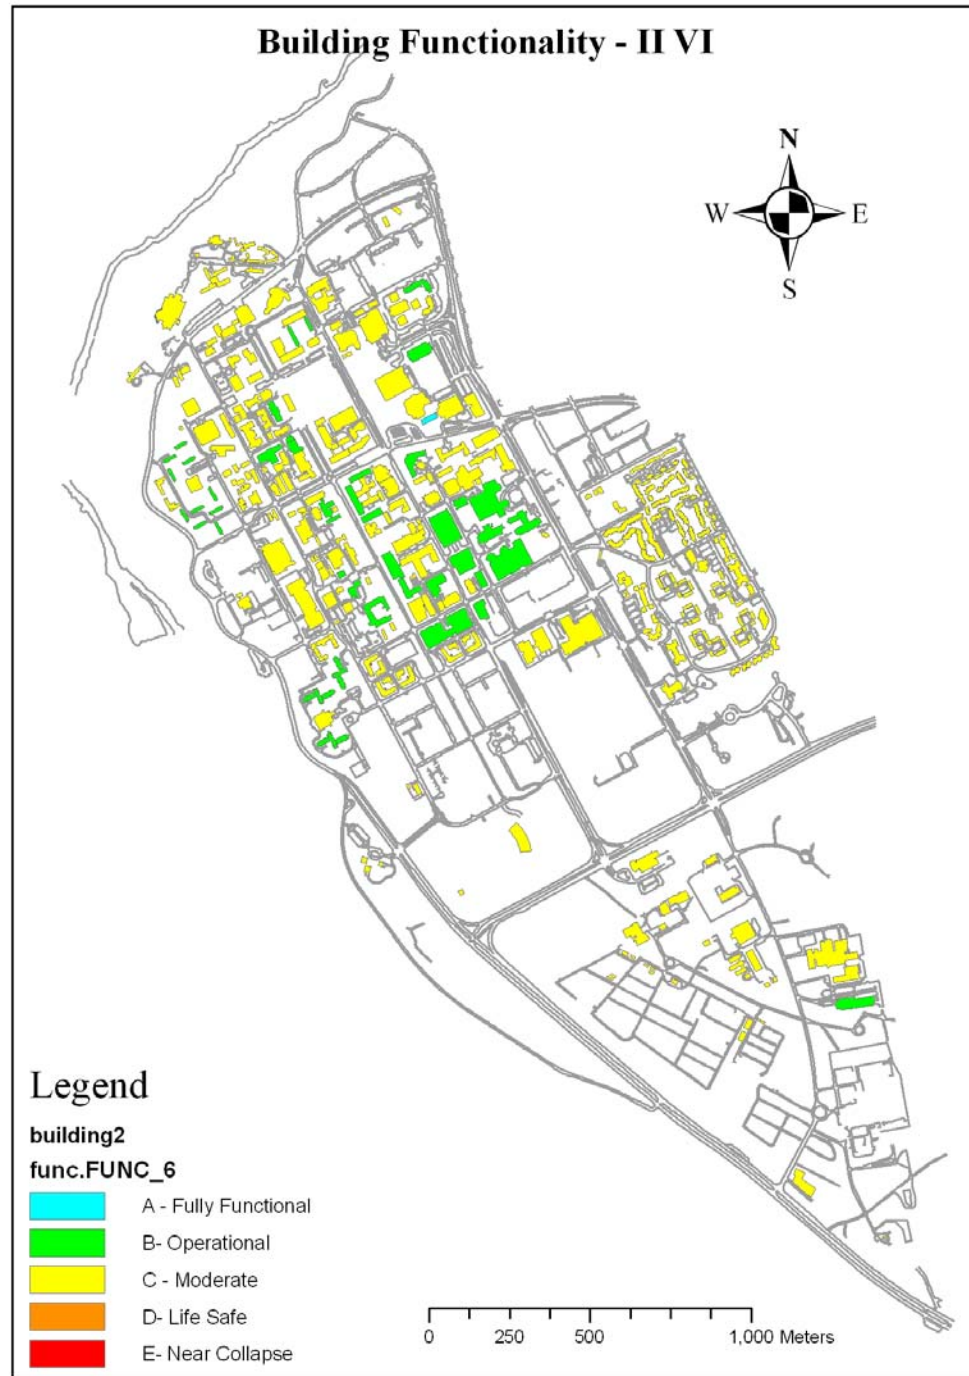 Building Functionality - II VI
N
W
E
S
Legend
building2
func.FUNC_6
A - Fully Functional
B- Operational
C - Moderate
D- Life Safe
E- Near Collapse
0 250 500 1,000 Meters